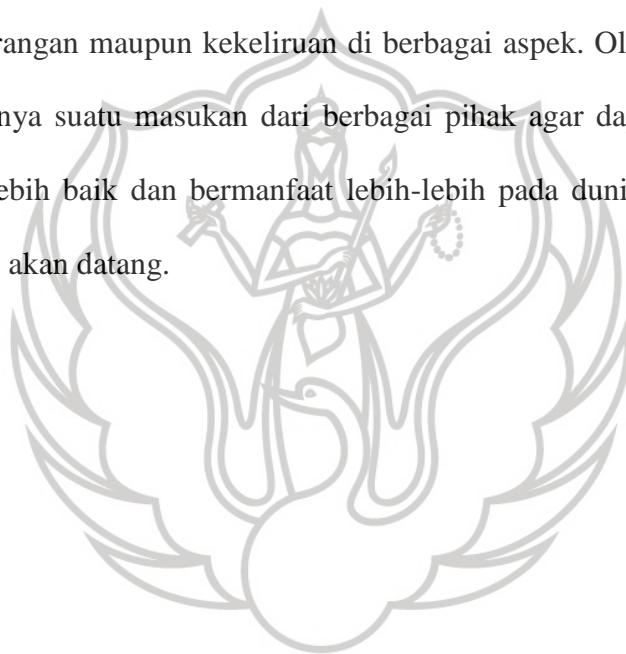 rangan maupun kekeliruan di berbagai aspek. Ol
nya suatu masukan dari berbagai pihak agar da
ebih baik dan bermanfaat lebih-lebih pada duni
akan datang.